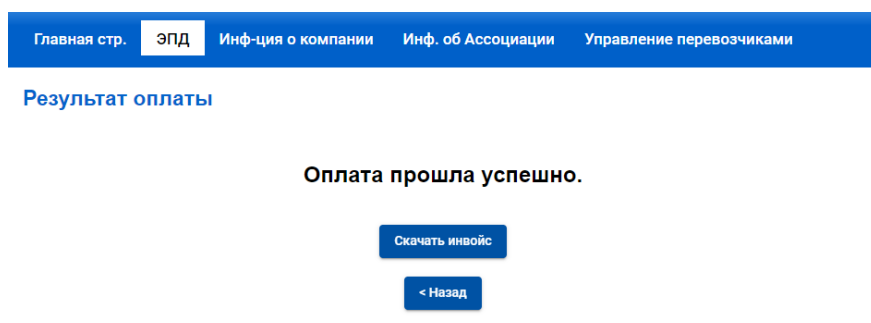 Главная стр. ЭПД Инф-ция о компании Инф. об Ассоциации Управление перевозчиками
Результат оплаты
Оплата прошла успешно.
Скачать инвойс
< Назад